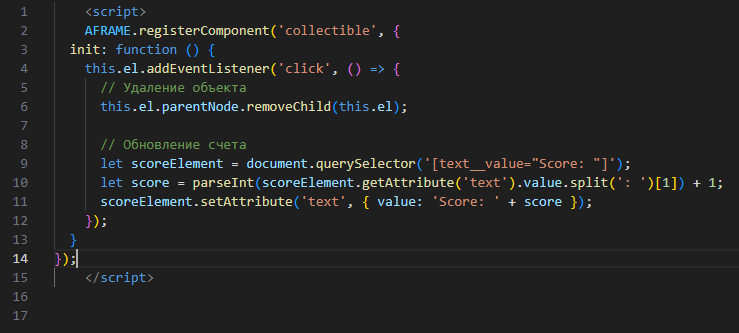 1 <script>
2 AFRAME.registerComponent('collectible', {
3 init: function () {
4 this.el.addEventListener('click', () => {
5 // Удаление объекта
6 this.el.parentNode.removeChild(this.el);
7
8 // Обновление счета
9 let scoreElement = document.querySelector('[text__value="Score: "]');
10 let score = parseInt(scoreElement.getAttribute('text').value.split(': ')[1]) + 1;
11 scoreElement.setAttribute('text', { value: 'Score: ' + score });
12 });
13 }
14 });
15 </script>
16
17